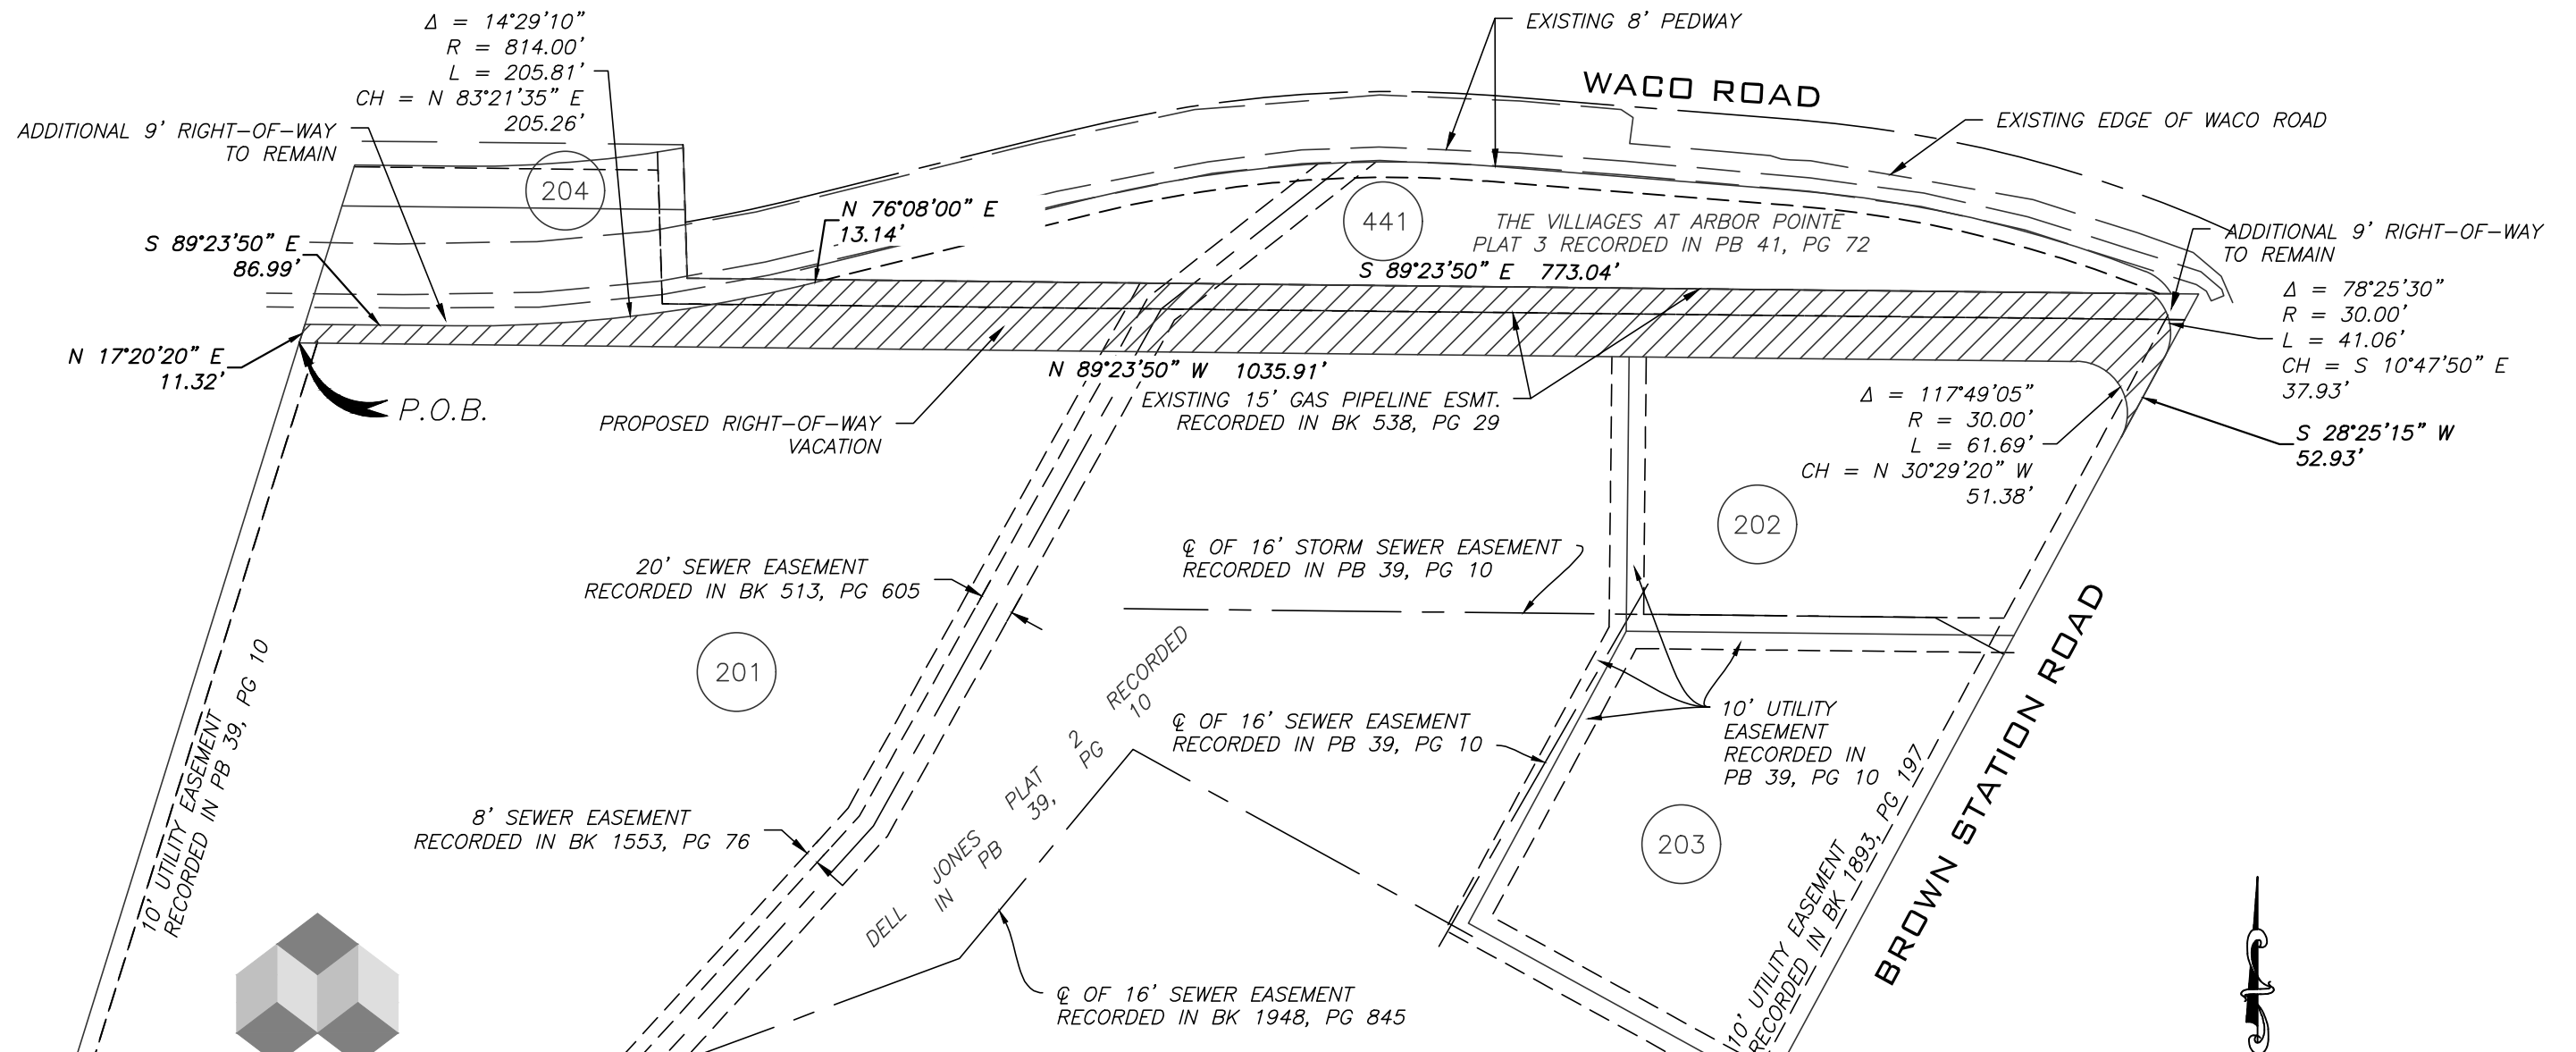 Δ = 14°29'10"
R = 814.00'
L = 205.81'
CH = N 83°21'35" E
205.26'
EXISTING 8' PEDWAY
WACO ROAD
EXISTING EDGE OF WACO ROAD
ADDITIONAL 9' RIGHT-OF-WAY
TO REMAIN
204
N 76°08'00" E
13.14'
441
THE VILLIAGES AT ARBOR POINTE
PLAT 3 RECORDED IN PB 41, PG 72
ADDITIONAL 9' RIGHT-OF-WAY
TO REMAIN
S 89°23'50" E
86.99'
S 89°23'50" E 773.04'
Δ = 78°25'30"
R = 30.00'
L = 41.06'
CH = S 10°47'50" E
37.93'
N 17°20'20" E
11.32'
P.O.B.
N 89°23'50" W 1035.91'
EXISTING 15' GAS PIPELINE ESMT.
RECORDED IN BK 538, PG 29
PROPOSED RIGHT-OF-WAY
VACATION
Δ = 117°49'05"
R = 30.00'
L = 61.69'
CH = N 30°29'20" W
51.38'
S 28°25'15" W
52.93'
202
℄ OF 16' STORM SEWER EASEMENT
RECORDED IN PB 39, PG 10
20' SEWER EASEMENT
RECORDED IN BK 513, PG 605
201
10' UTILITY EASEMENT
RECORDED IN PB 39, PG 10
DELL JONES PLAT 2 RECORDED
IN PB 39, PG 10
℄ OF 16' SEWER EASEMENT
RECORDED IN PB 39, PG 10
10' UTILITY
EASEMENT
RECORDED IN
PB 39, PG 10
8' SEWER EASEMENT
RECORDED IN BK 1553, PG 76
203
10' UTILITY EASEMENT
RECORDED IN BK 1893, PG 197
BROWN STATION ROAD
℄ OF 16' SEWER EASEMENT
RECORDED IN BK 1948, PG 845